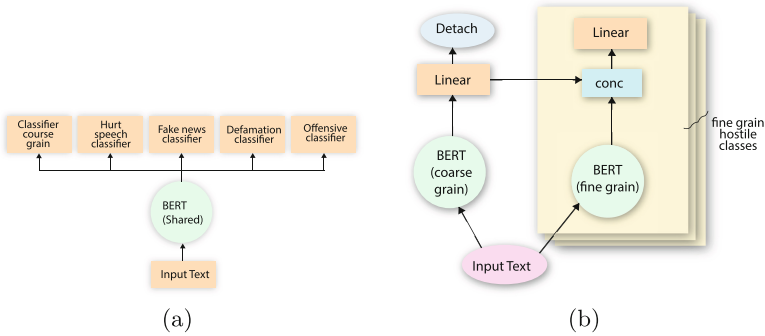 Classifier
course
grain
Hurt
speech
classifier
Fake news
classifier
Defamation
classifier
Offensive
classifier
BERT
(Shared)
Input Text
(a)
Detach
Linear
BERT
(coarse
grain)
Input Text
Linear
conc
BERT
(fine grain)
fine grain
hostile
classes
(b)